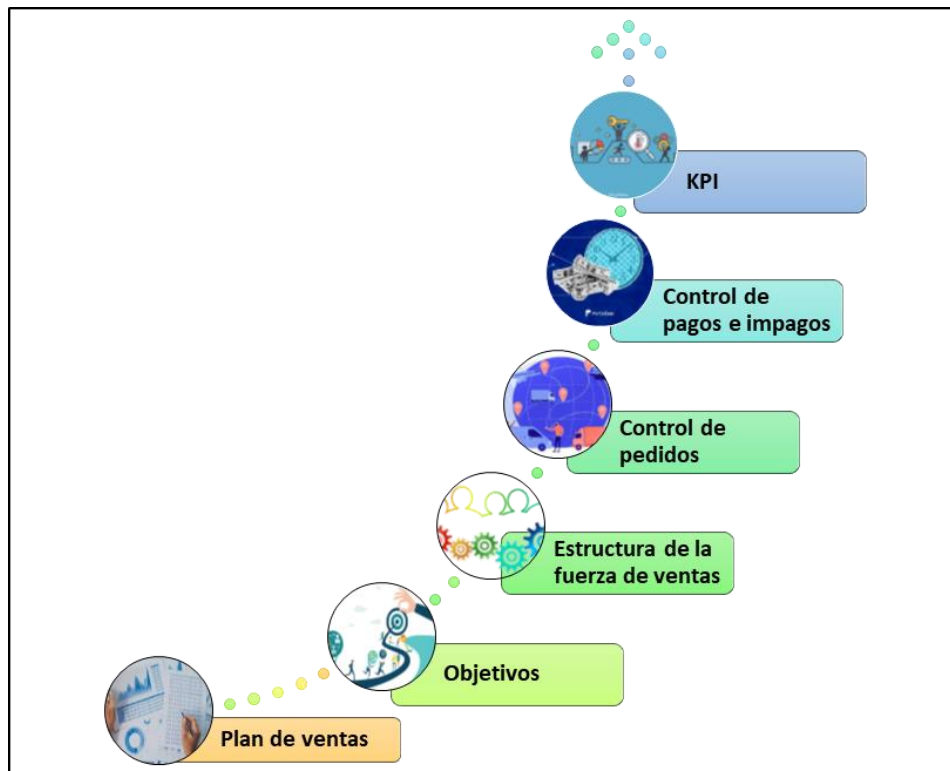 KPI
Control de
pagos e impagos
Control de
pedidos
Estructura de la
fuerza de ventas
Objetivos
Plan de ventas